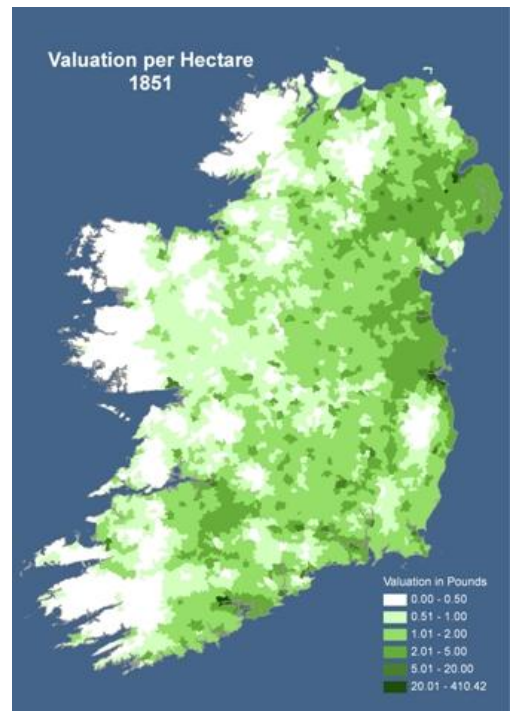 Valuation per Hectare
1851
Valuation in Pounds
0.00 - 0.50
0.51 - 1.00
1.01 - 2.00
2.01 - 5.00
5.01 - 20.00
20.01 - 410.42